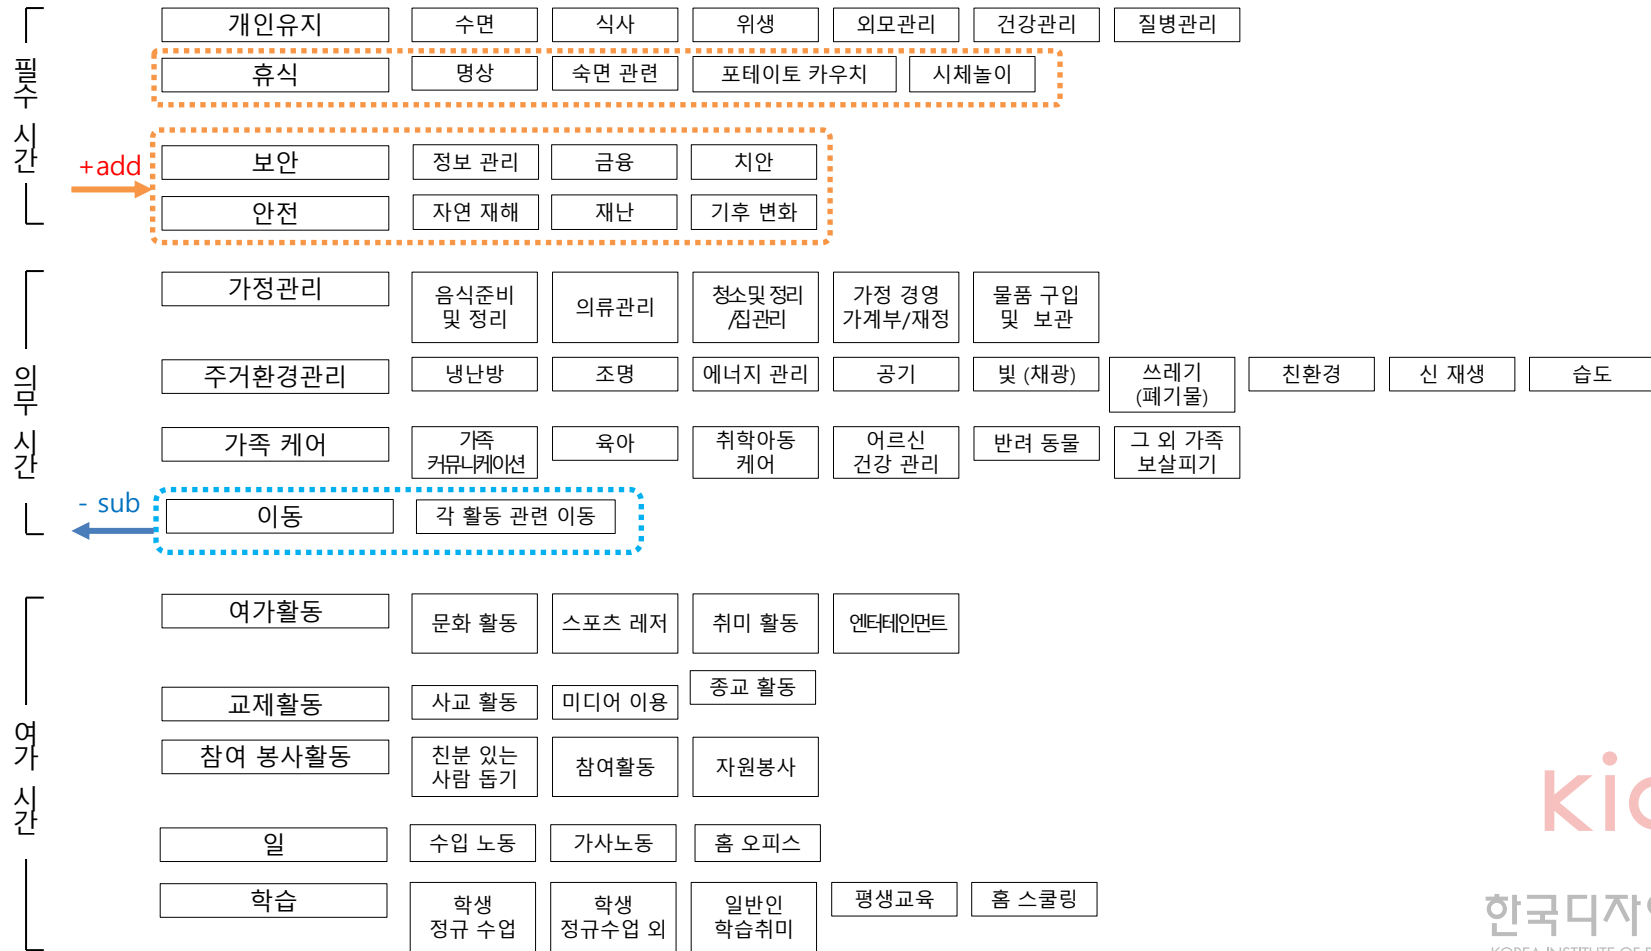 필수 시간
개인유지
수면
식사
위생
외모관리
건강관리
질병관리
휴식
명상
숙면 관련
포테이토 카우치
시체놀이
+add
보안
정보 관리
금융
치안
안전
자연 재해
재난
기후 변화
의무 시간
가정관리
음식준비
및 정리
의류관리
청소및 정리
/집관리
가정 경영
가계부/재정
물품 구입
및 보관
주거환경관리
냉난방
조명
에너지 관리
공기
빛 (채광)
쓰레기
(폐기물)
친환경
신 재생
습도
가족 케어
가족
커뮤니케이션
육아
취학아동
케어
어르신
건강 관리
반려 동물
그 외 가족
보살피기
- sub
이동
각 활동 관련 이동
여가 시간
여가활동
문화 활동
스포츠 레저
취미 활동
엔터테인먼트
교제활동
사교 활동
미디어 이용
종교 활동
참여 봉사활동
친분 있는
사람 돕기
참여활동
자원봉사
일
수입 노동
가사노동
홈 오피스
학습
학생
정규 수업
학생
정규수업 외
일반인
학습취미
평생교육
홈 스쿨링
한국디자
KOREA INSTITUTE OF